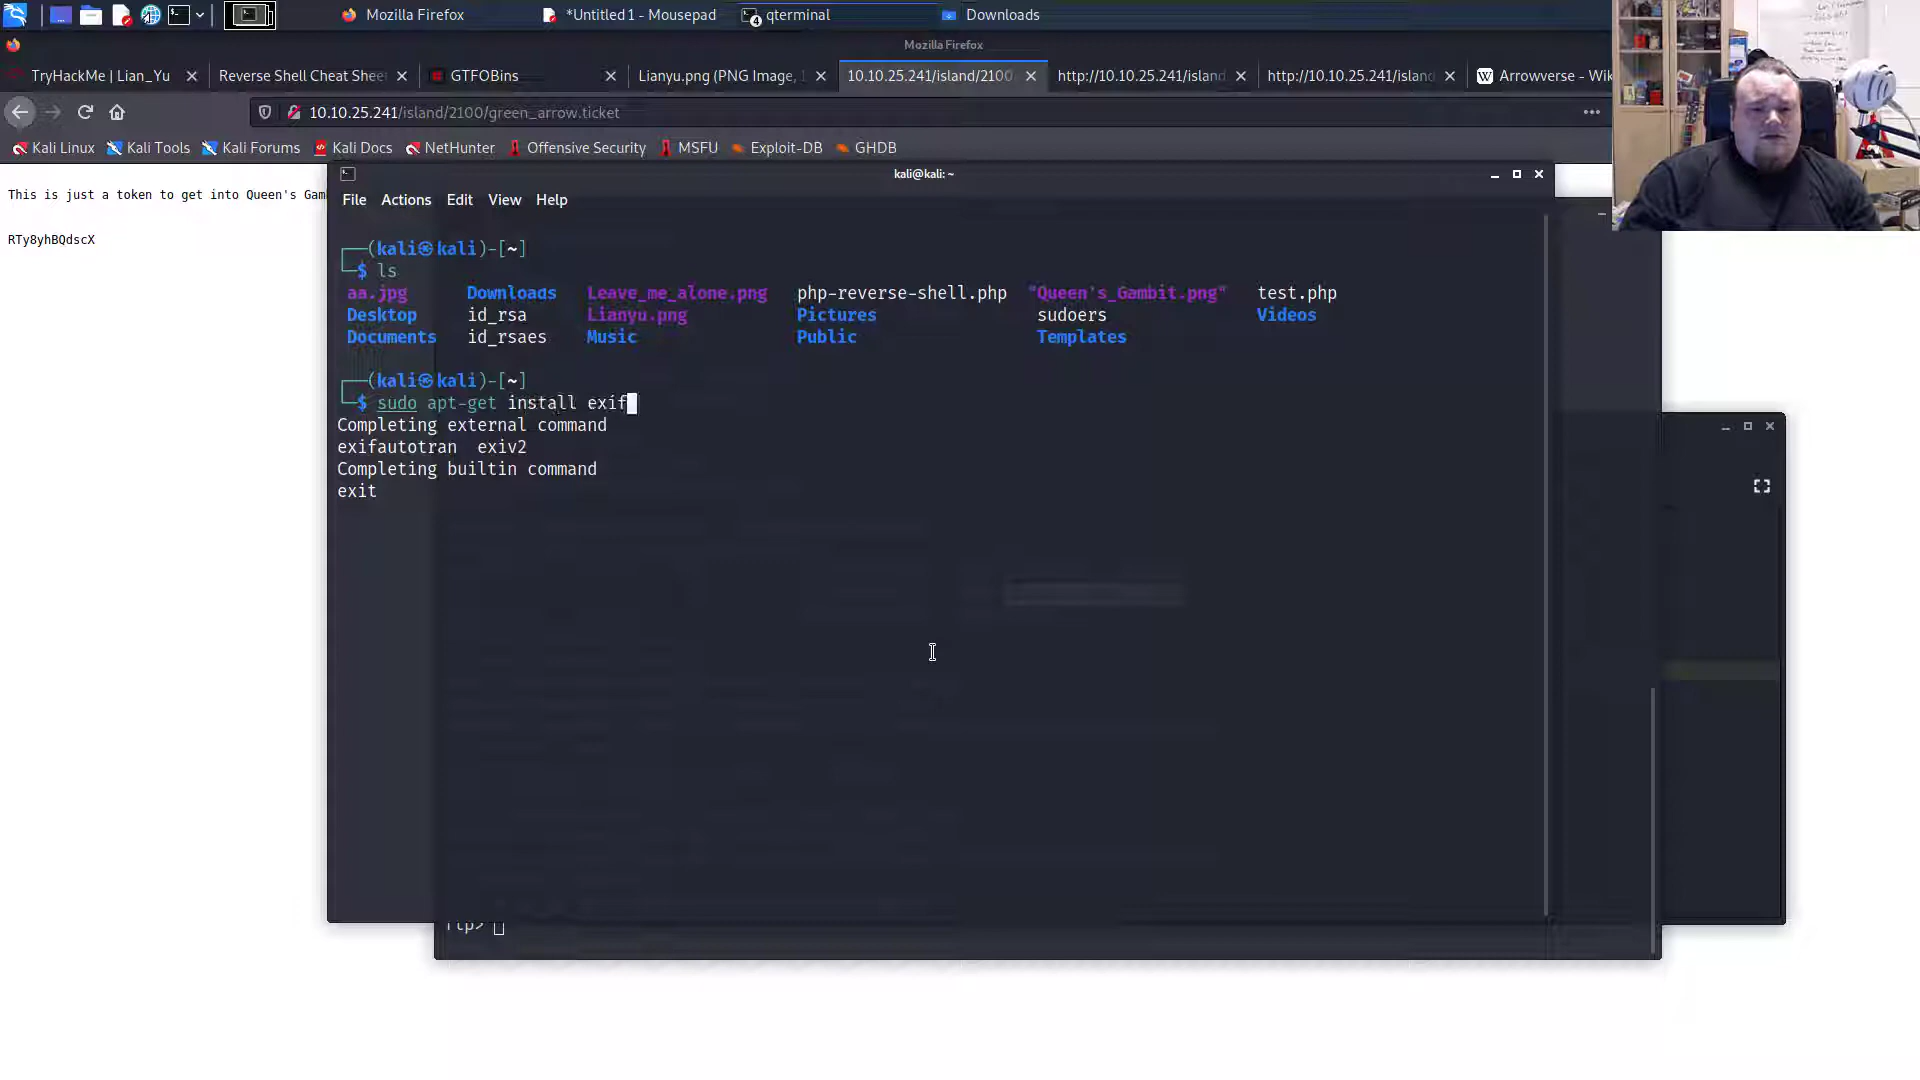 Mozilla Firefox
*Untitled 1 - Mousepad
4
qterminal
Downloads
Mozilla Firefox
TryHackMe | Lian_Yu
Reverse Shell Cheat Shee
GTFOBins
Lianyu.png (PNG Image, 1
10.10.25.241/island/2100
http://10.10.25.241/island
http://10.10.25.241/island
Arrowverse - Wik
10.10.25.241/island/2100/green_arrow.ticket
Kali Linux
Kali Tools
Kali Forums
Kali Docs
NetHunter
Offensive Security
MSFU
Exploit-DB
GHDB
This is just a token to get into Queen's Gam
RTy8yhBQdscX
kali@kali: ~
File Actions Edit View Help
┌──(kali㉿kali)-[~]
└─$ ls
aa.jpg Downloads Leave_me_alone.png php-reverse-shell.php "Queen's_Gambit.png" test.php
Desktop id_rsa Lianyu.png Pictures sudoers Videos
Documents id_rsaes Music Public Templates
┌──(kali㉿kali)-[~]
└─$ sudo apt-get install exif
Completing external command
exifautotran exiv2
Completing builtin command
exit
ftp>